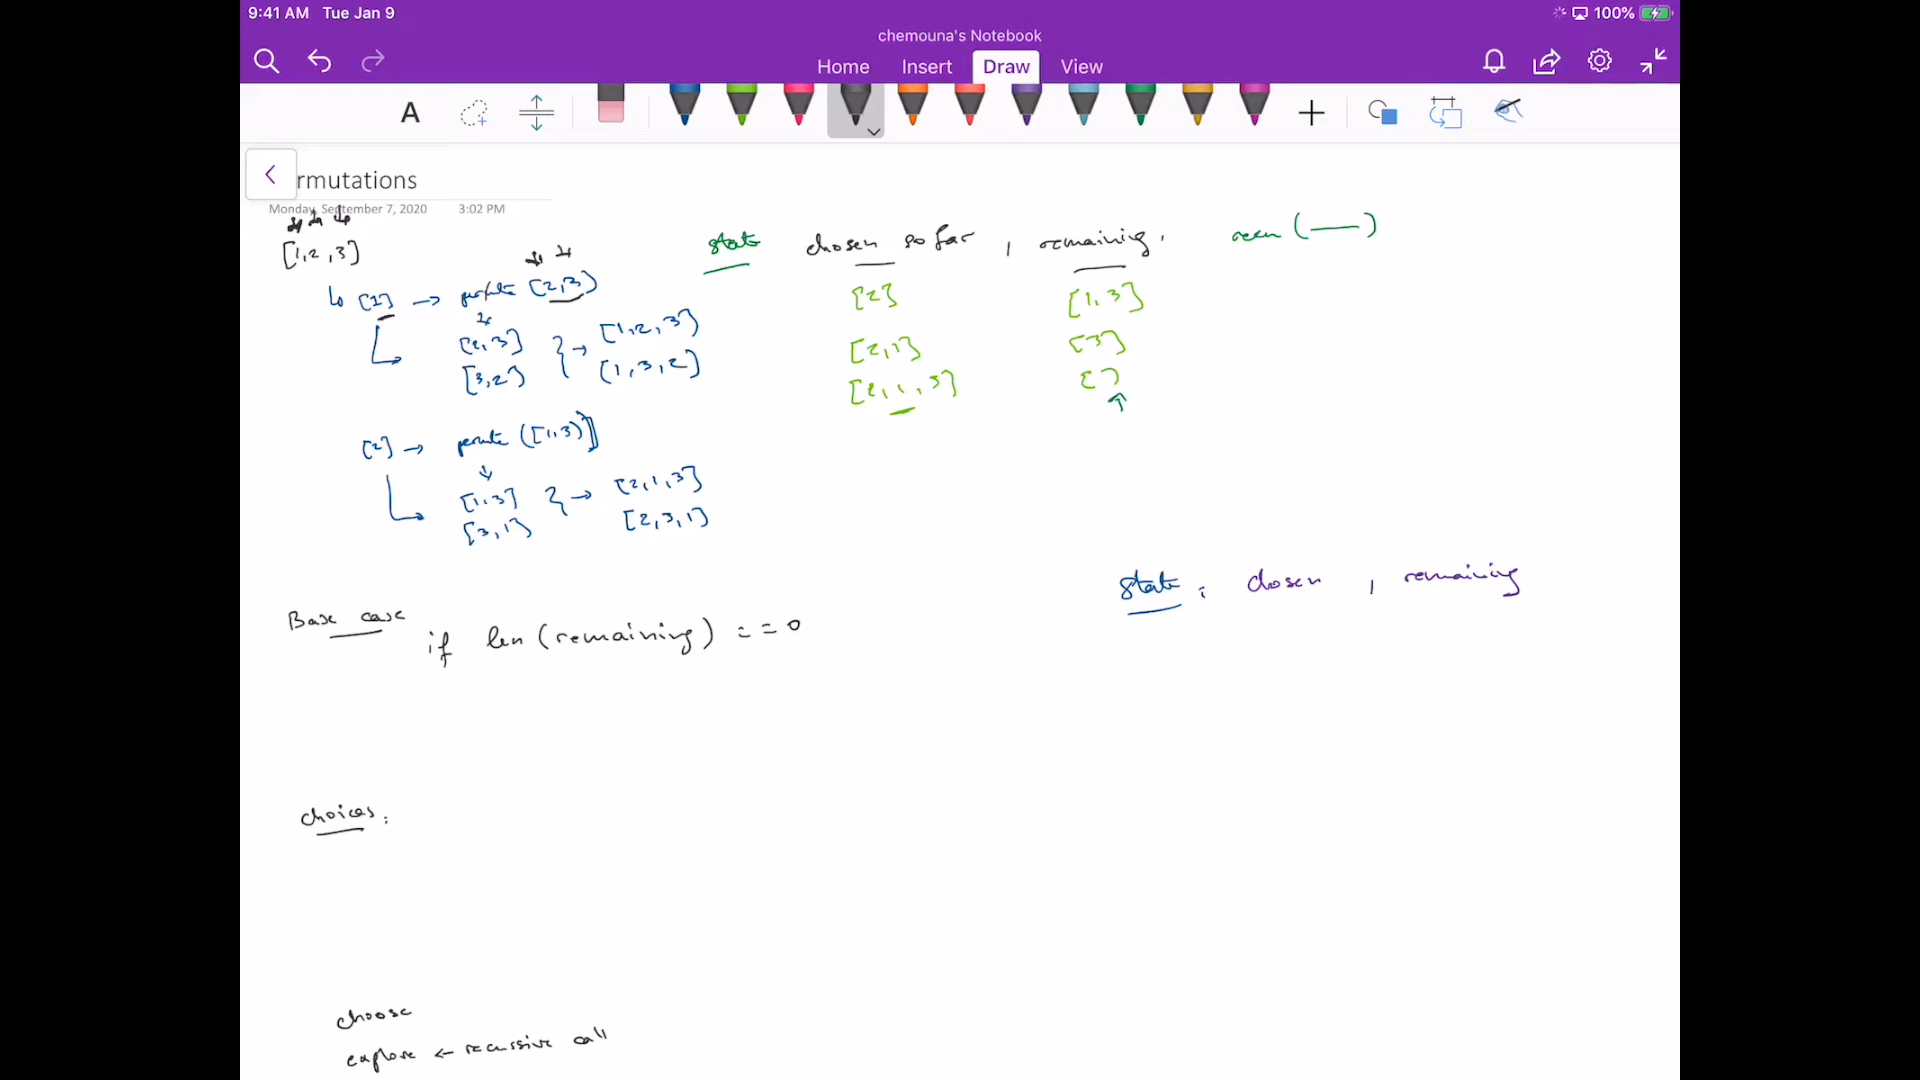 9:41 AM Tue Jan 9
100%
chemouna's Notebook
Home Insert Draw View
A
rmutations
Monday, September 7, 2020 3:02 PM
[1,2,3]
state chosen so far , remaining. (—)
[1] → permute [2,3)
[2,3]
[3,2]
→ [1,2,3]
[1,3,2]
[2] [1,3]
[2,1] [3]
[2,1,3] [ ]
[2] → permute ([1,3)]
[1,3]
[3,1]
→ [2,1,3]
[2,3,1]
state : chosen , remaining
Base case
if len (remaining) == 0
choices:
choose
explore ← recursive call